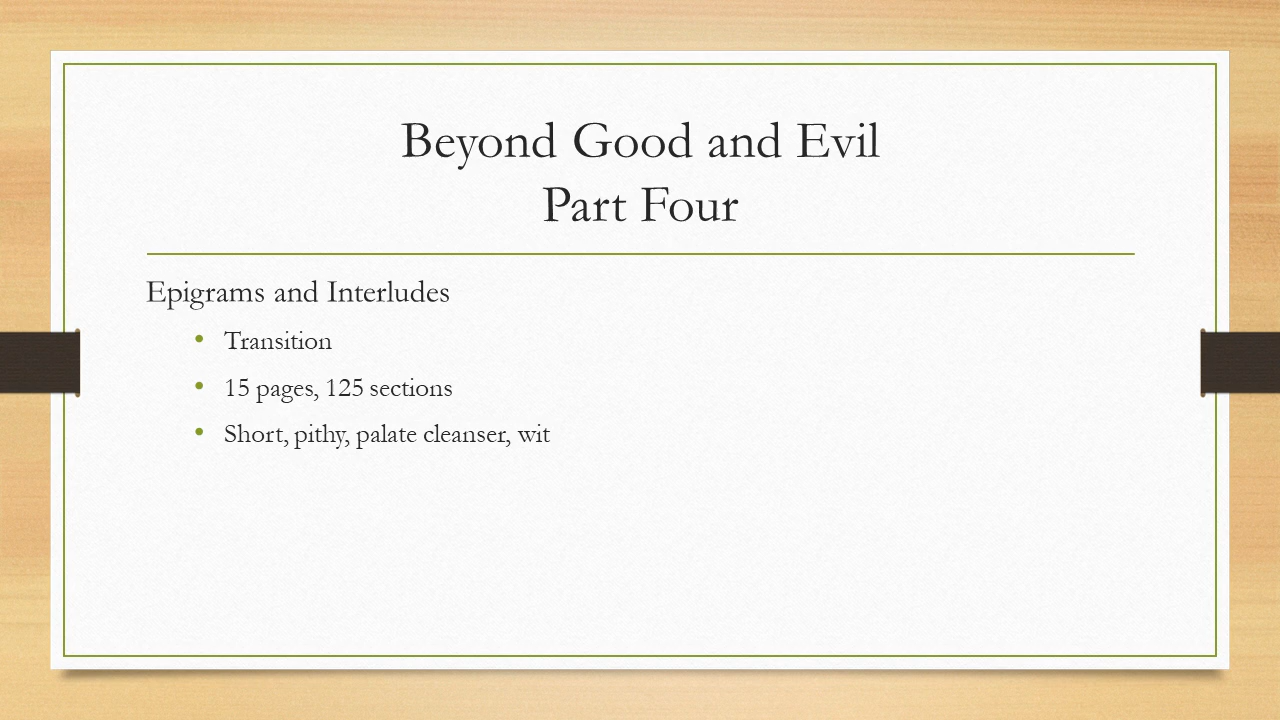 Beyond Good and Evil
Part Four
Epigrams and Interludes
• Transition
• 15 pages, 125 sections
• Short, pithy, palate cleanser, wit